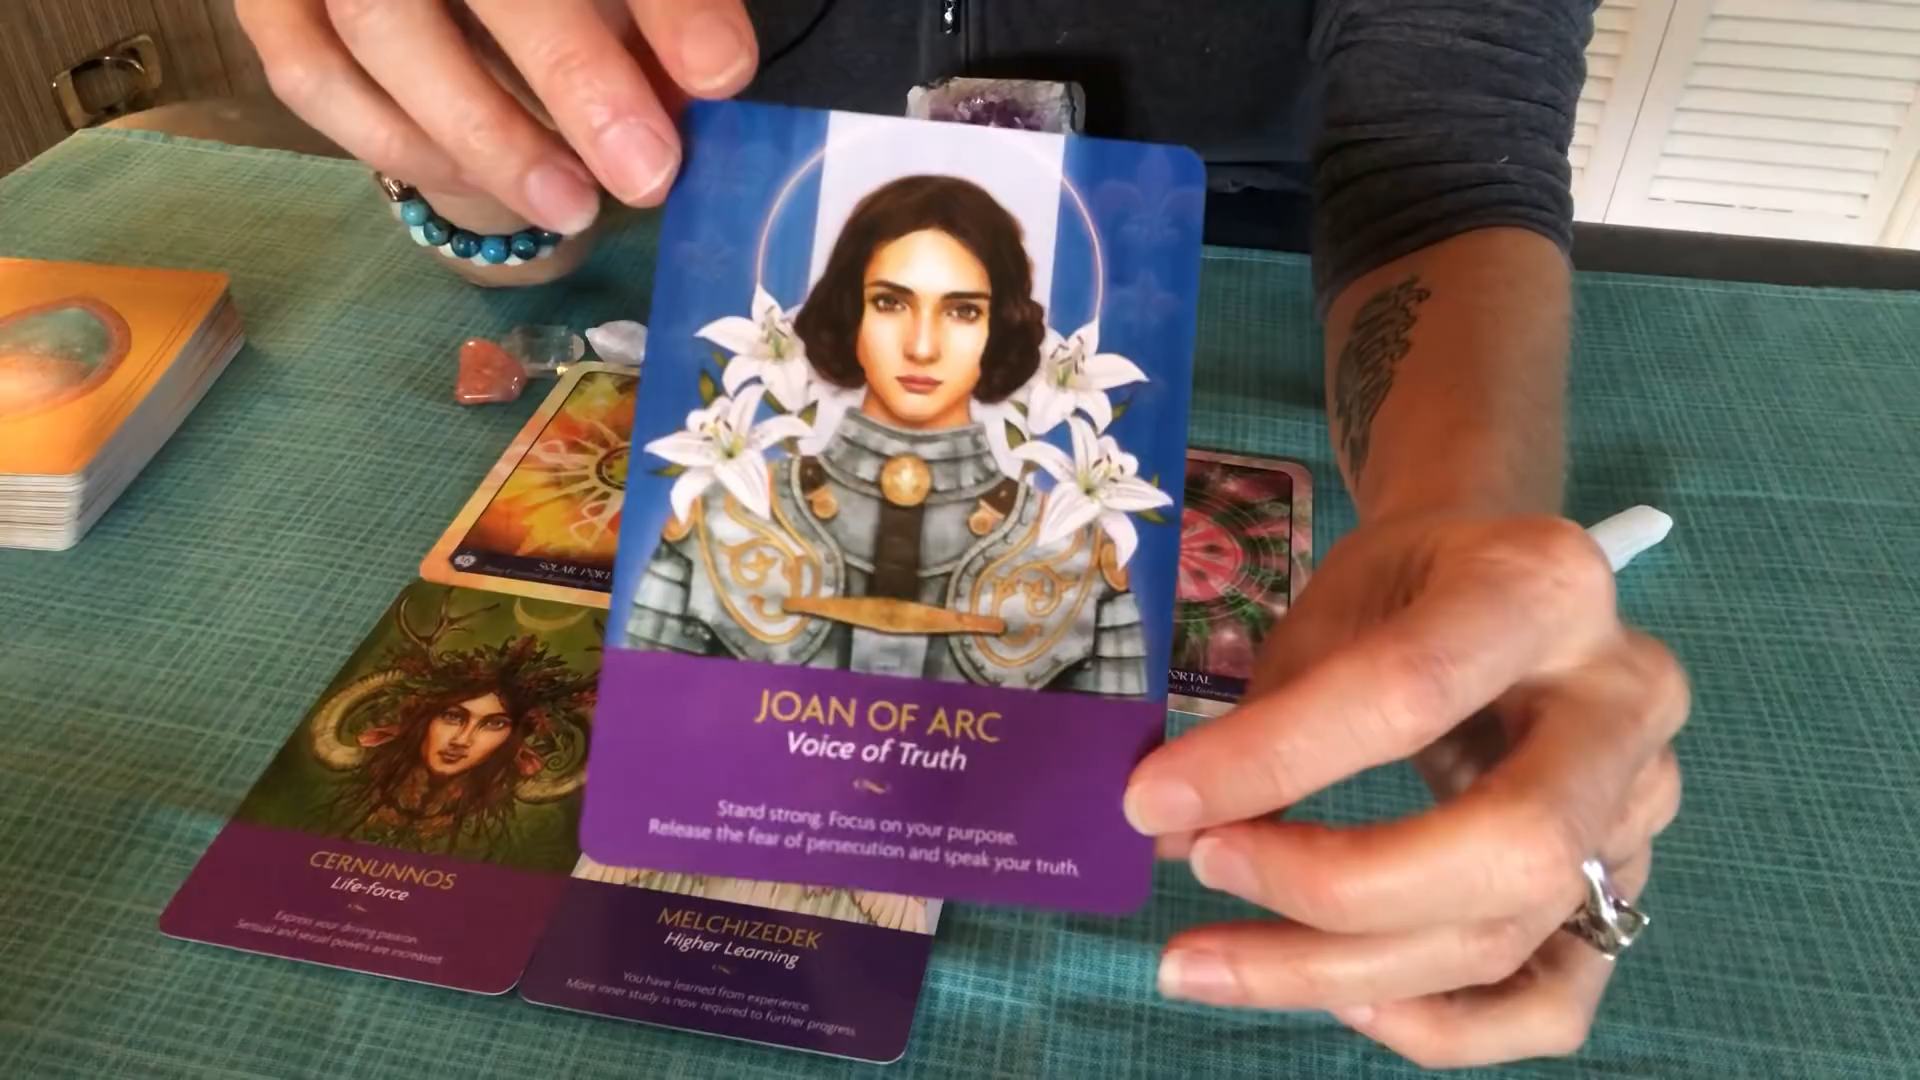 JOAN OF ARC
Voice of Truth
Stand strong. Focus on your purpose.
Release the fear of persecution and speak your truth.
CERNUNNOS
Life-force
Express your driving passion.
Sensual and sexual powers are increased.
MELCHIZEDEK
Higher Learning
You have learned from experience.
More inner study is now required to further progress.
SOLAR PORT
PORTAL